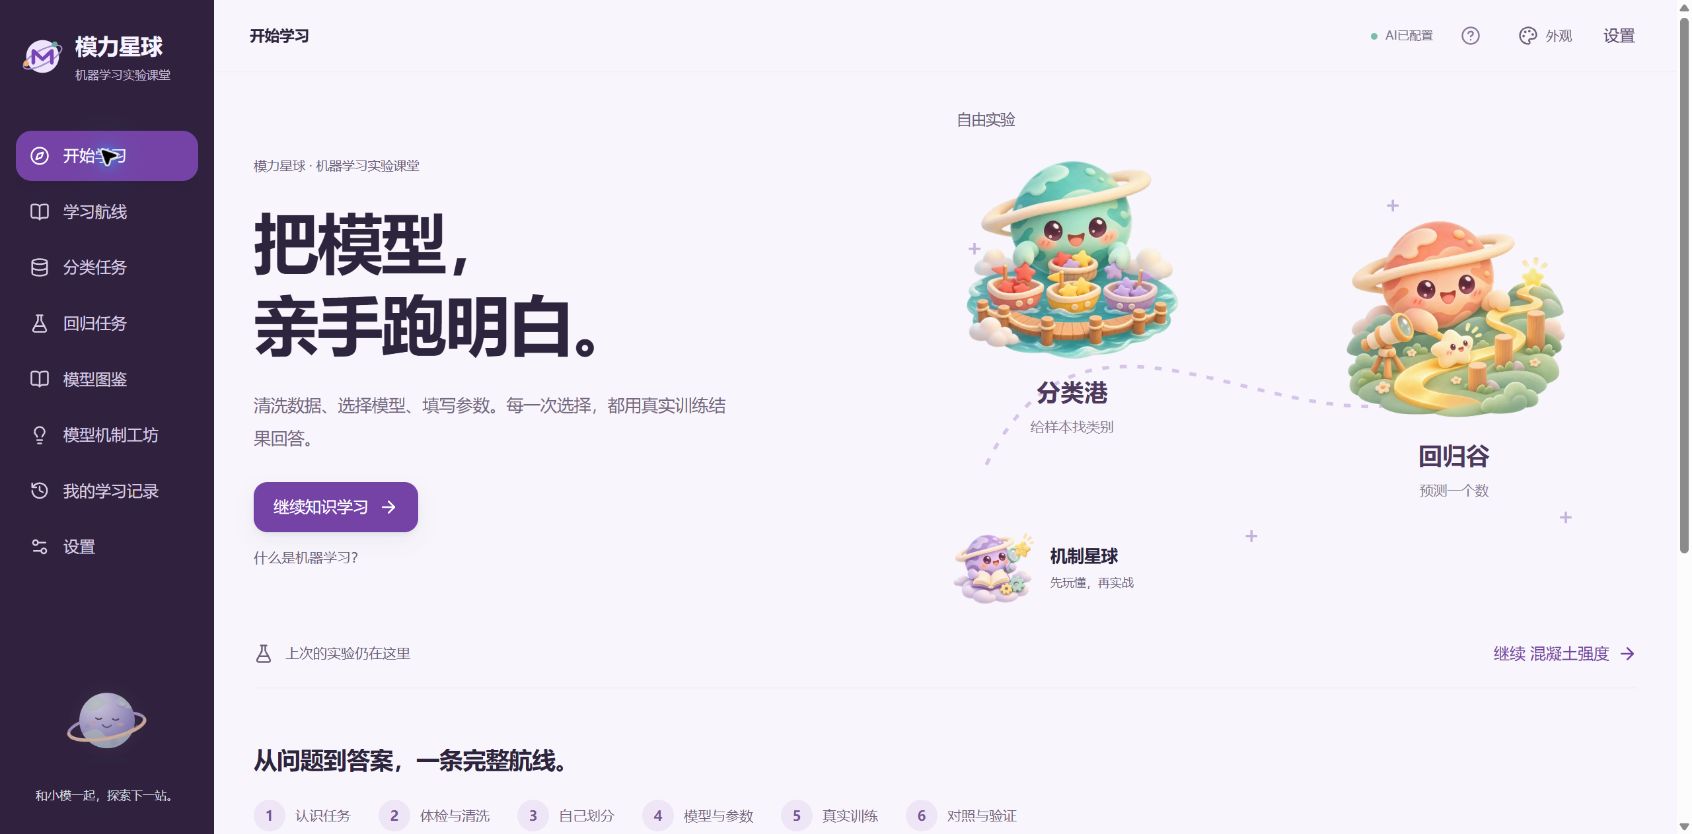 模力星球
机器学习实验课堂
开始学习
学习航线
分类任务
回归任务
模型图鉴
模型机制工坊
我的学习记录
设置
和小模一起，探索下一站。
开始学习
AI已配置
外观
设置
自由实验
模力星球 · 机器学习实验课堂
把模型，
亲手跑明白。
清洗数据、选择模型、填写参数。每一次选择，都用真实训练结
果回答。
继续知识学习
什么是机器学习?
分类港
给样本找类别
回归谷
预测一个数
机制星球
先玩懂，再实战
上次的实验仍在这里
继续 混凝土强度
从问题到答案，一条完整航线。
1 认识任务 2 体检与清洗 3 自己划分 4 模型与参数 5 真实训练 6 对照与验证